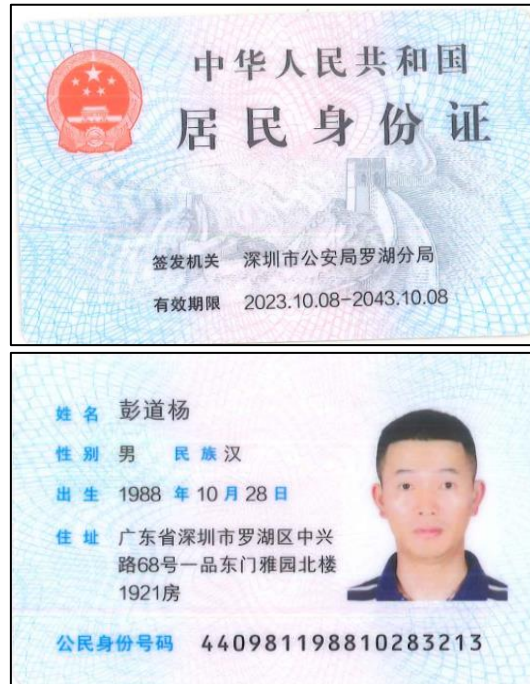 中华人民共和国
居民身份证
签发机关 深圳市公安局罗湖分局
有效期限 2023.10.08-2043.10.08
姓名 彭道杨
性别 男 民族 汉
出生 1988 年 10 月 28 日
住址 广东省深圳市罗湖区中兴
路68号一品东门雅园北楼
1921房
公民身份号码 440981198810283213